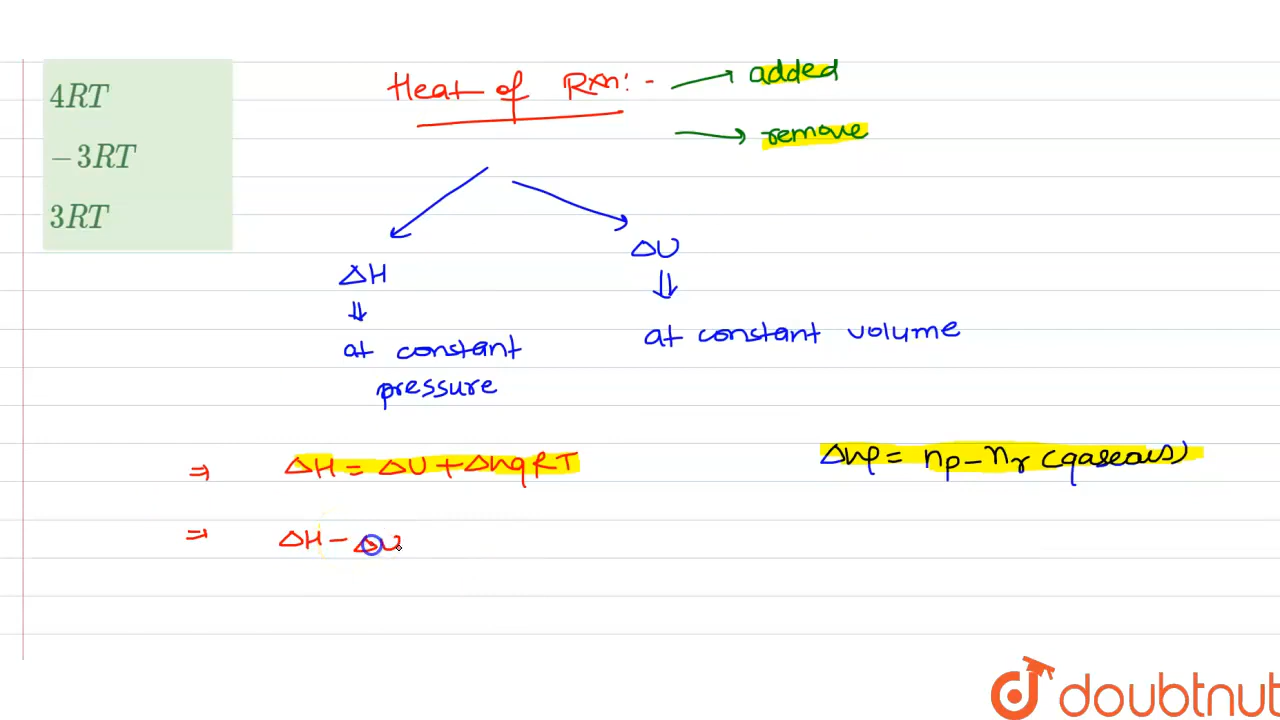 4RT
−3RT
3RT
Heat of Rxn:-
→ added
→ remove
ΔH
⇓
at constant
pressure
ΔU
⇓
at constant volume
⇒ ΔH = ΔU + ΔngRT
Δnp = np - nr (gaseous)
⇒ ΔH - ΔU
doubtnut